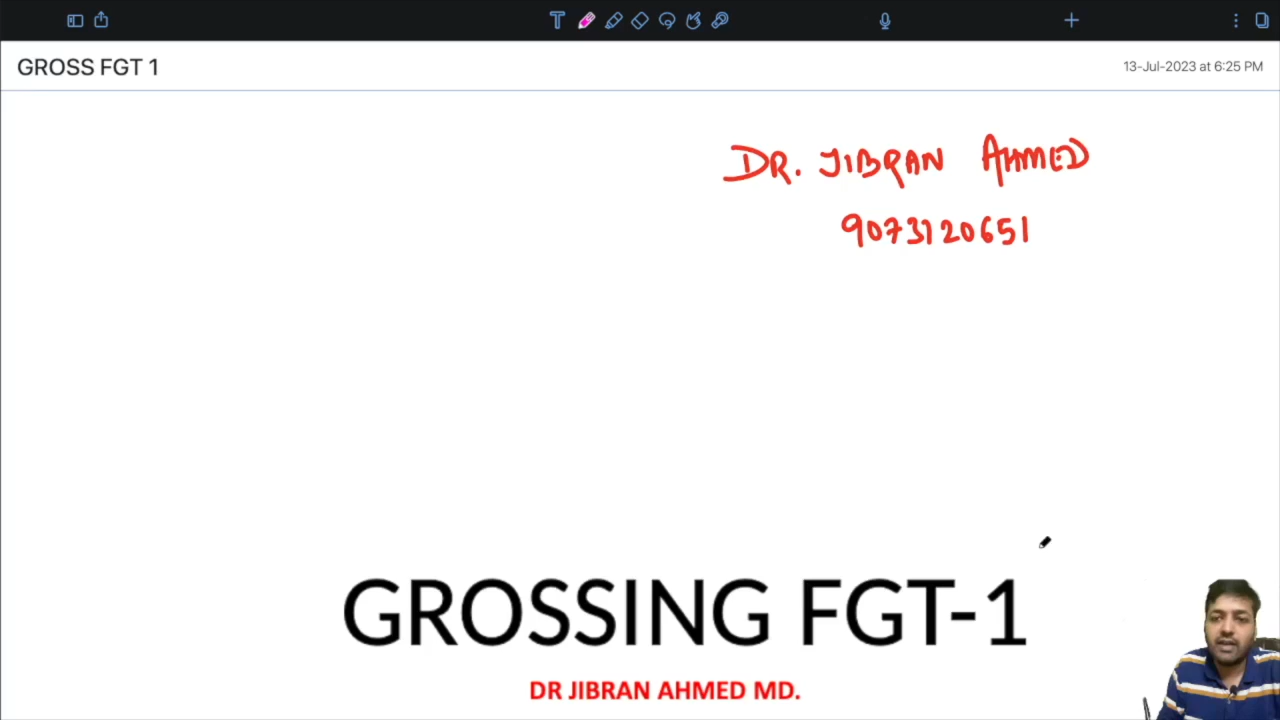 GROSS FGT 1
13-Jul-2023 at 6:25 PM
DR. JIBRAN AHMED
9073120651
GROSSING FGT-1
DR JIBRAN AHMED MD.